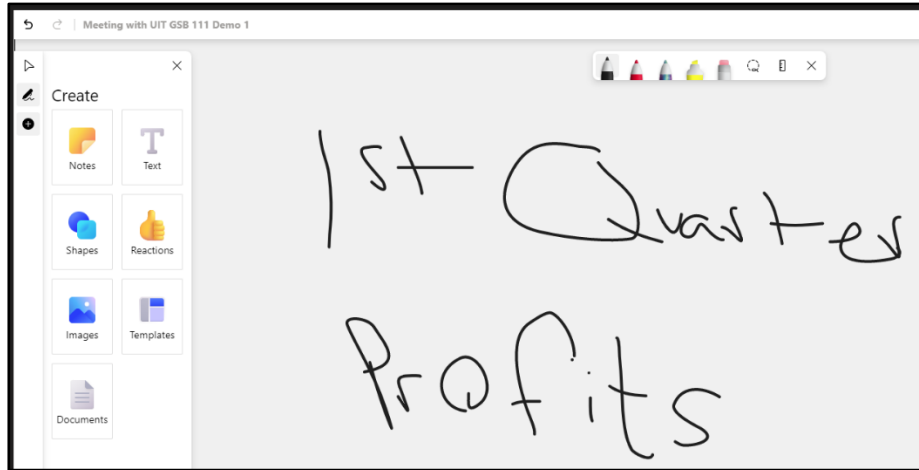 Meeting with UIT GSB 111 Demo 1
Create
Notes
Text
Shapes
Reactions
Images
Templates
Documents
1st Quarter
Profits